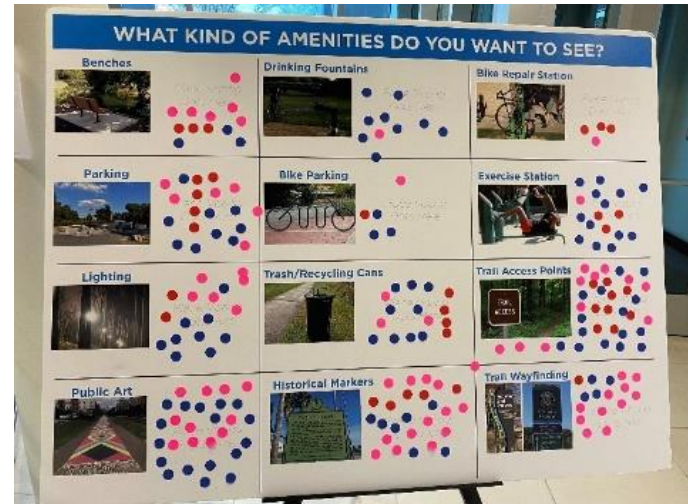 WHAT KIND OF AMENITIES DO YOU WANT TO SEE?
Benches
Drinking Fountains
Bike Repair Station
Parking
Bike Parking
Exercise Station
Lighting
Trash/Recycling Cans
Trail Access Points
TRAIL
ACCESS
Public Art
Historical Markers
Trail Wayfinding